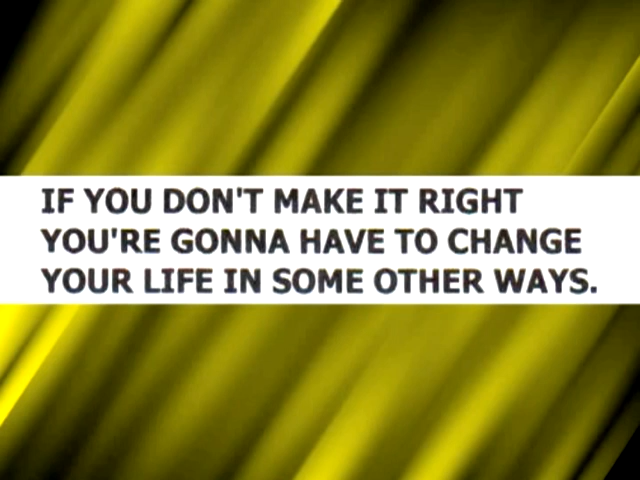 IF YOU DON'T MAKE IT RIGHT
YOU'RE GONNA HAVE TO CHANGE
YOUR LIFE IN SOME OTHER WAYS.